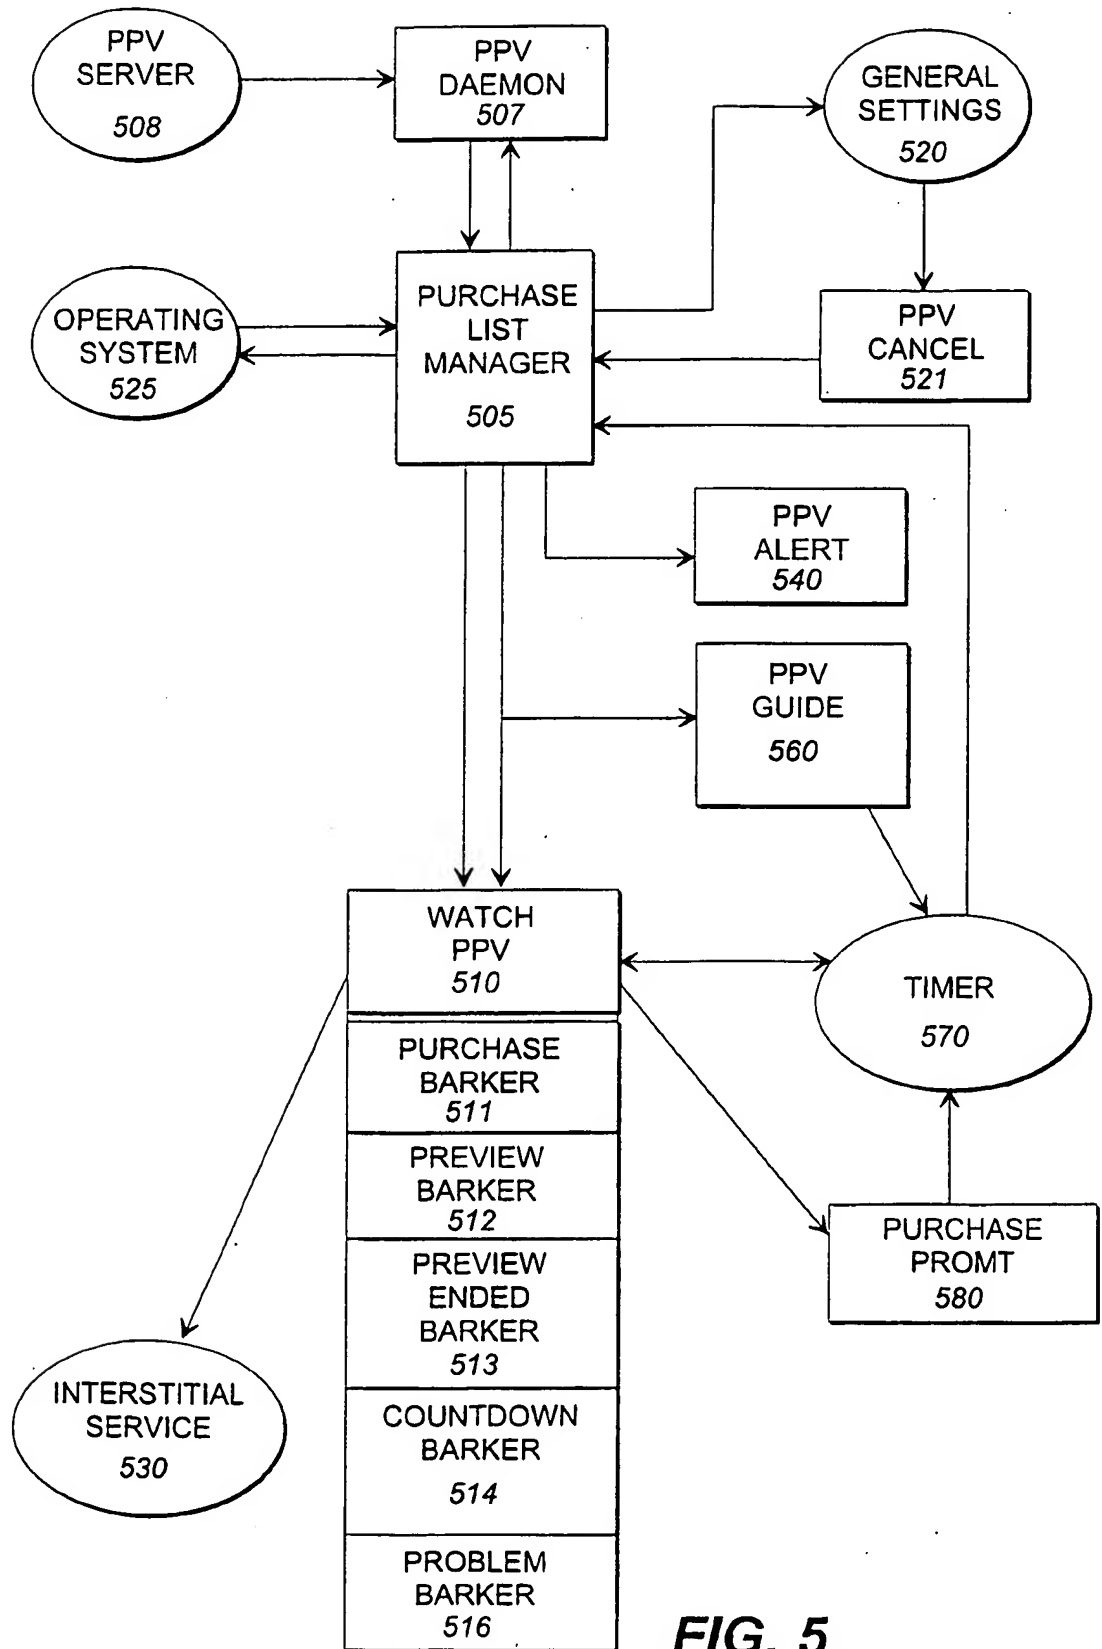 PPV
SERVER
508
PPV
DAEMON
507
GENERAL
SETTINGS
520
OPERATING
SYSTEM
525
PURCHASE
LIST
MANAGER
505
PPV
CANCEL
521
PPV
ALERT
540
PPV
GUIDE
560
WATCH
PPV
510
TIMER
570
PURCHASE
BARKER
511
PREVIEW
BARKER
512
PURCHASE
PROMT
580
PREVIEW
ENDED
BARKER
513
INTERSTITIAL
SERVICE
530
COUNTDOWN
BARKER
514
PROBLEM
BARKER
516
FIG. 5